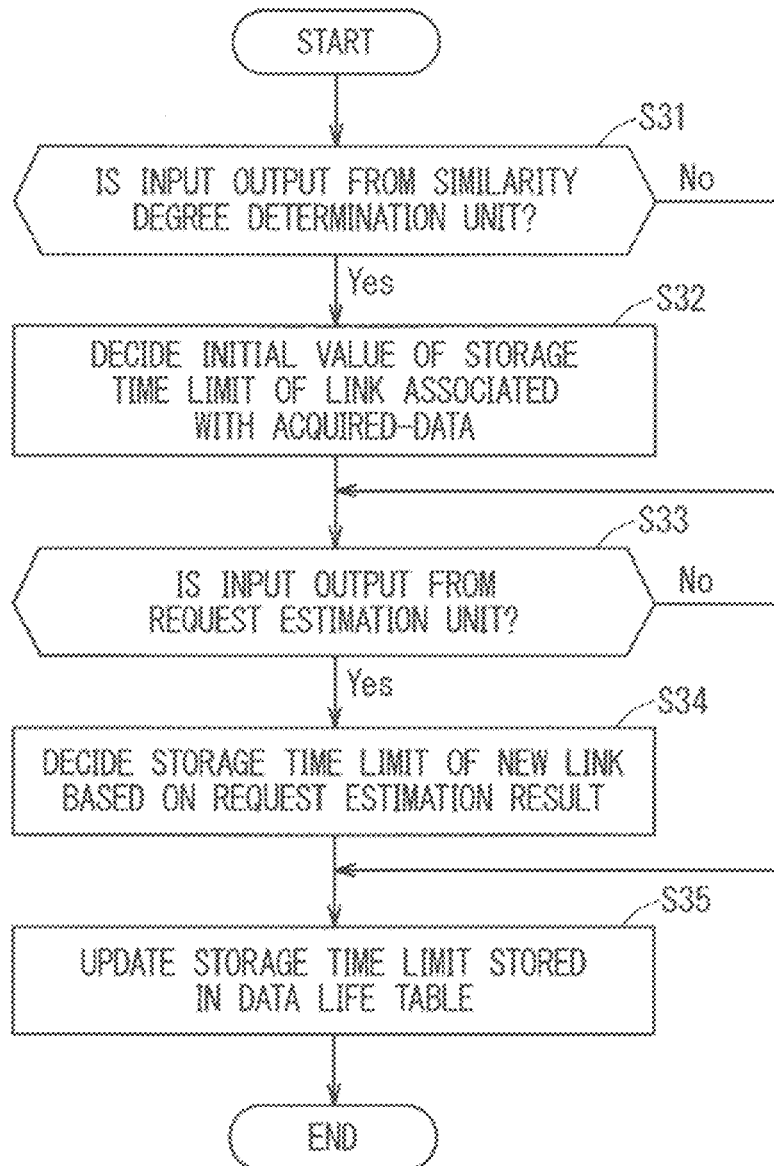 START
S31
IS INPUT OUTPUT FROM SIMILARITY
DEGREE DETERMINATION UNIT?
No
Yes
S32
DECIDE INITIAL VALUE OF STORAGE
TIME LIMIT OF LINK ASSOCIATED
WITH ACQUIRED-DATA
S33
IS INPUT OUTPUT FROM
REQUEST ESTIMATION UNIT?
No
Yes
S34
DECIDE STORAGE TIME LIMIT OF NEW LINK
BASED ON REQUEST ESTIMATION RESULT
S35
UPDATE STORAGE TIME LIMIT STORED
IN DATA LIFE TABLE
END